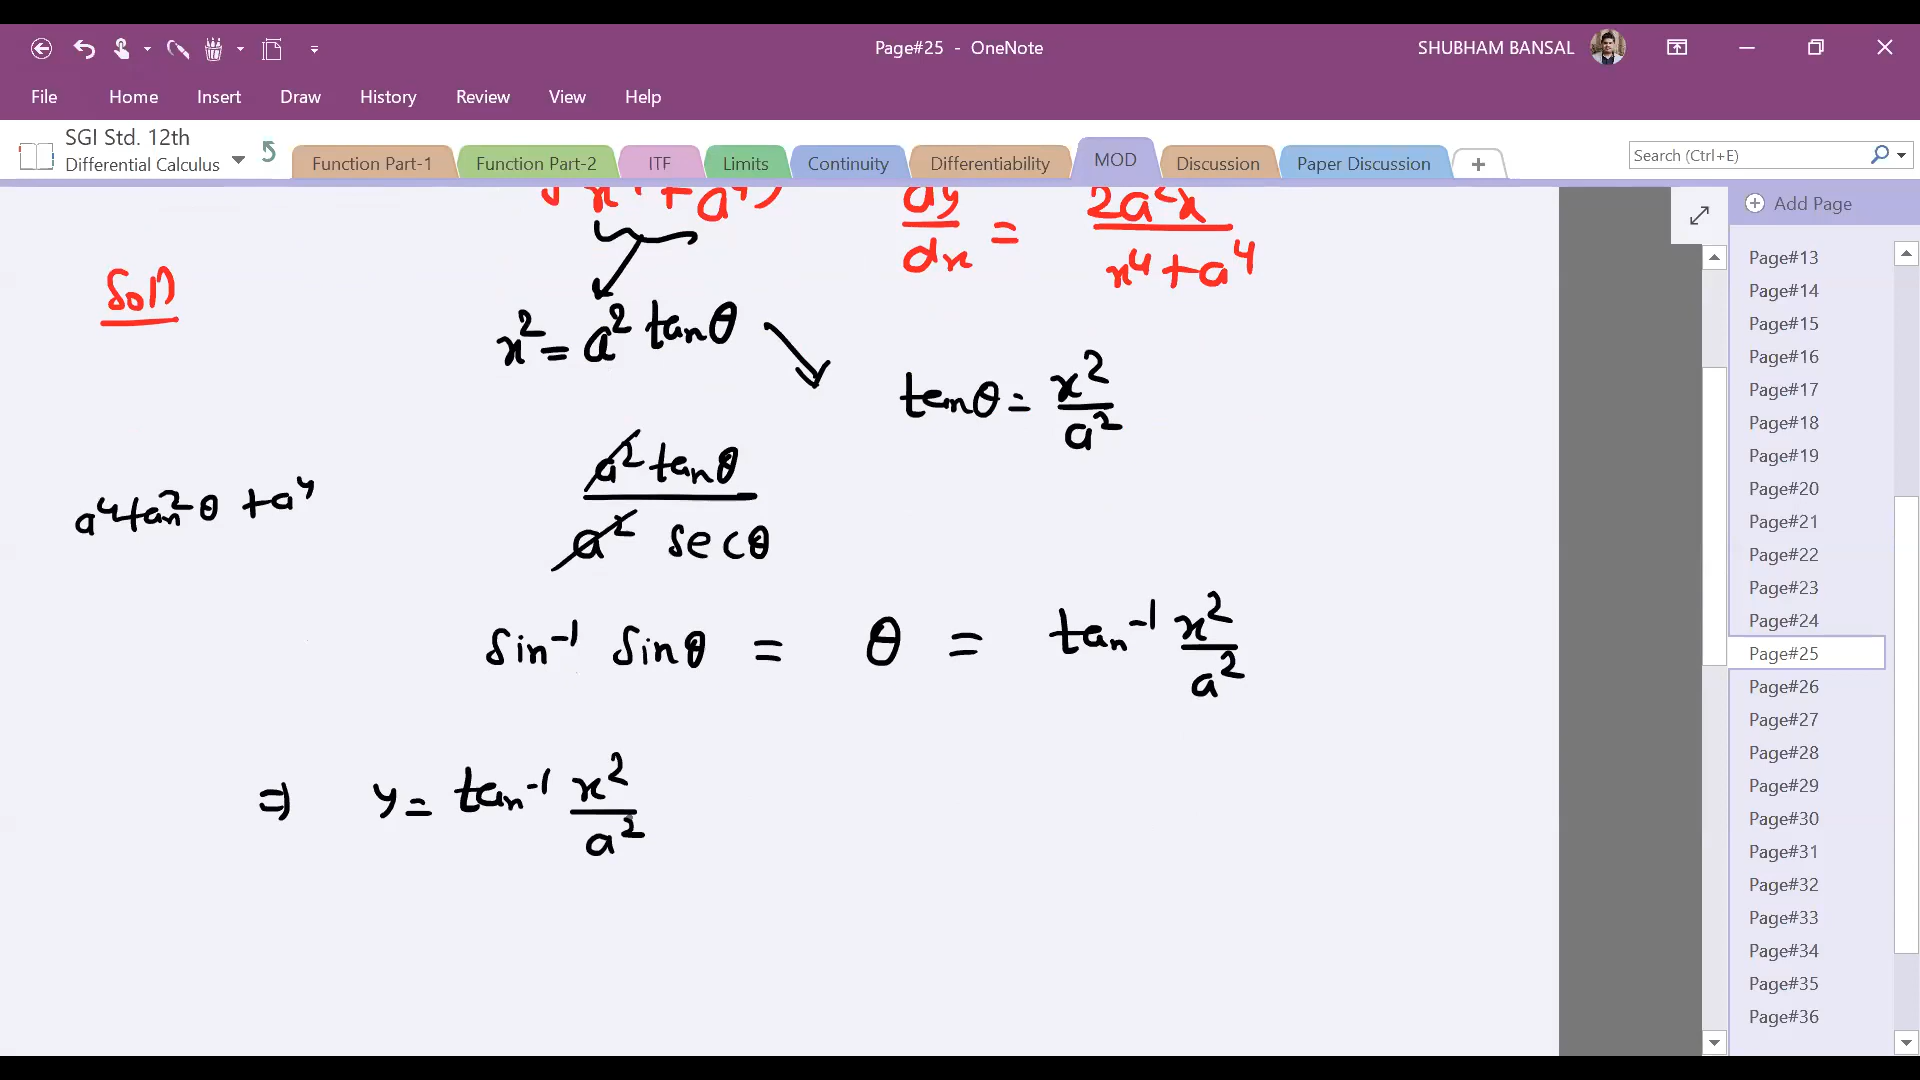 Page#25 - OneNote
SHUBHAM BANSAL
File Home Insert Draw History Review View Help
SGI Std. 12th
Differential Calculus
Function Part-1 Function Part-2 ITF Limits Continuity Differentiability MOD Discussion Paper Discussion +
Search (Ctrl+E)
Add Page
Page#13
Page#14
Page#15
Page#16
Page#17
Page#18
Page#19
Page#20
Page#21
Page#22
Page#23
Page#24
Page#25
Page#26
Page#27
Page#28
Page#29
Page#30
Page#31
Page#32
Page#33
Page#34
Page#35
Page#36
√x⁴ + a⁴)
dy/dx = 2a²x/(x⁴ + a⁴)
Soln
x² = a² tanθ
tanθ = x²/a²
a² tanθ/a² secθ
a⁴tan²θ + a⁴
sin⁻¹ sinθ = θ = tan⁻¹ x²/a²
⇒ y = tan⁻¹ x²/a²